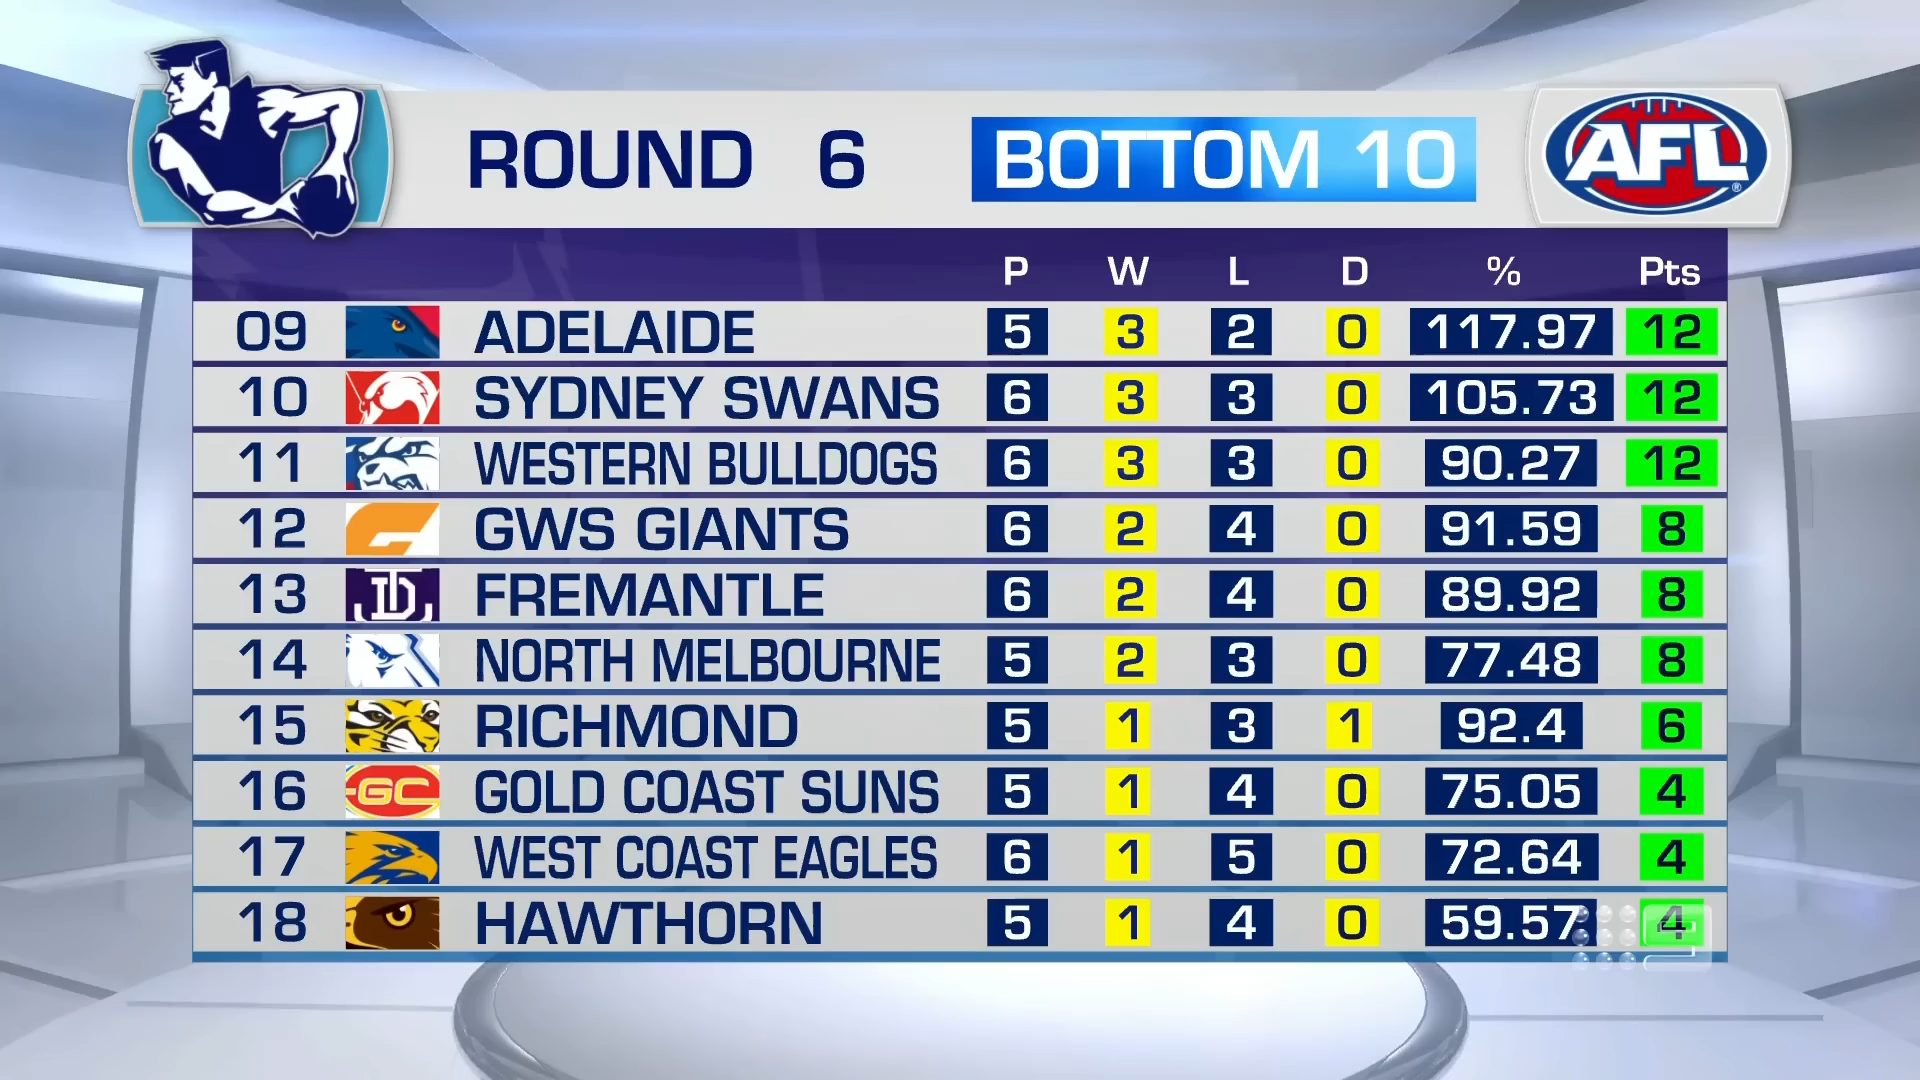 ROUND 6 BOTTOM 10 AFL
P W L D % Pts
09 ADELAIDE 5 3 2 0 117.97 12
10 SYDNEY SWANS 6 3 3 0 105.73 12
11 WESTERN BULLDOGS 6 3 3 0 90.27 12
12 GWS GIANTS 6 2 4 0 91.59 8
13 FREMANTLE 6 2 4 0 89.92 8
14 NORTH MELBOURNE 5 2 3 0 77.48 8
15 RICHMOND 5 1 3 1 92.4 6
16 GC GOLD COAST SUNS 5 1 4 0 75.05 4
17 WEST COAST EAGLES 6 1 5 0 72.64 4
18 HAWTHORN 5 1 4 0 59.57 4